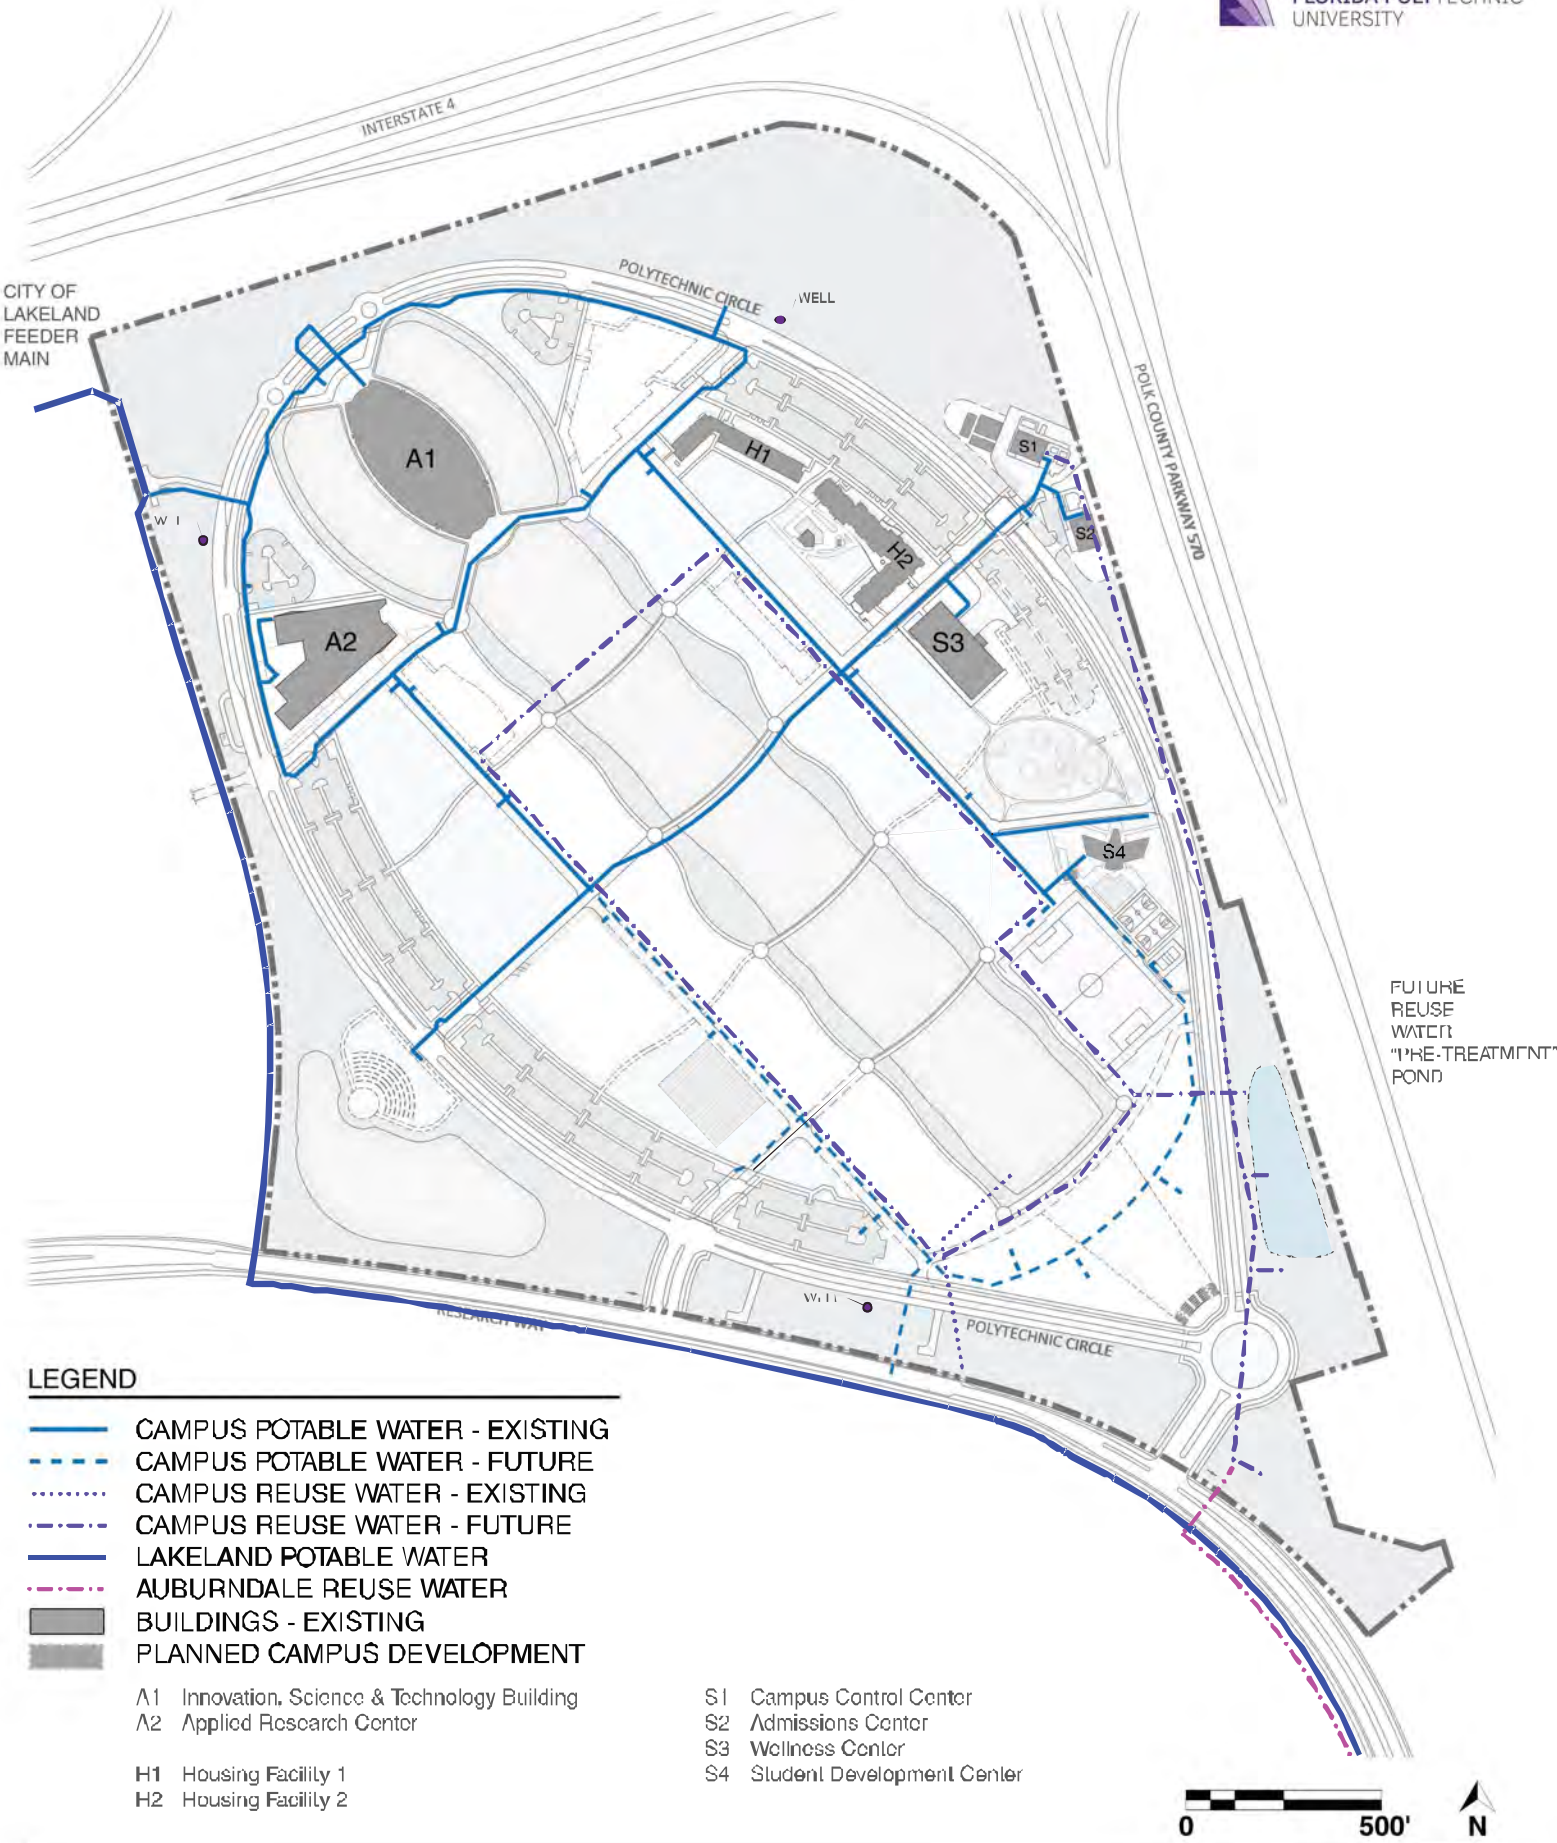 UNIVERSITY
INTERSTATE 4
POLYTECHNIC CIRCLE
WELL
CITY OF
LAKELAND
FEEDER
MAIN
POLK COUNTY PARKWAY 570
A1
H1
S1
S2
H2
A2
S3
S4
FUTURE
REUSE
WATER
"PRE-TREATMENT"
POND
RESEARCH WAY
POLYTECHNIC CIRCLE
LEGEND
CAMPUS POTABLE WATER - EXISTING
CAMPUS POTABLE WATER - FUTURE
CAMPUS REUSE WATER - EXISTING
CAMPUS REUSE WATER - FUTURE
LAKELAND POTABLE WATER
AUBURNDALE REUSE WATER
BUILDINGS - EXISTING
PLANNED CAMPUS DEVELOPMENT
A1 Innovation, Science & Technology Building
A2 Applied Research Center
H1 Housing Facility 1
H2 Housing Facility 2
S1 Campus Control Center
S2 Admissions Center
S3 Wellness Center
S4 Student Development Center
0 500'
N